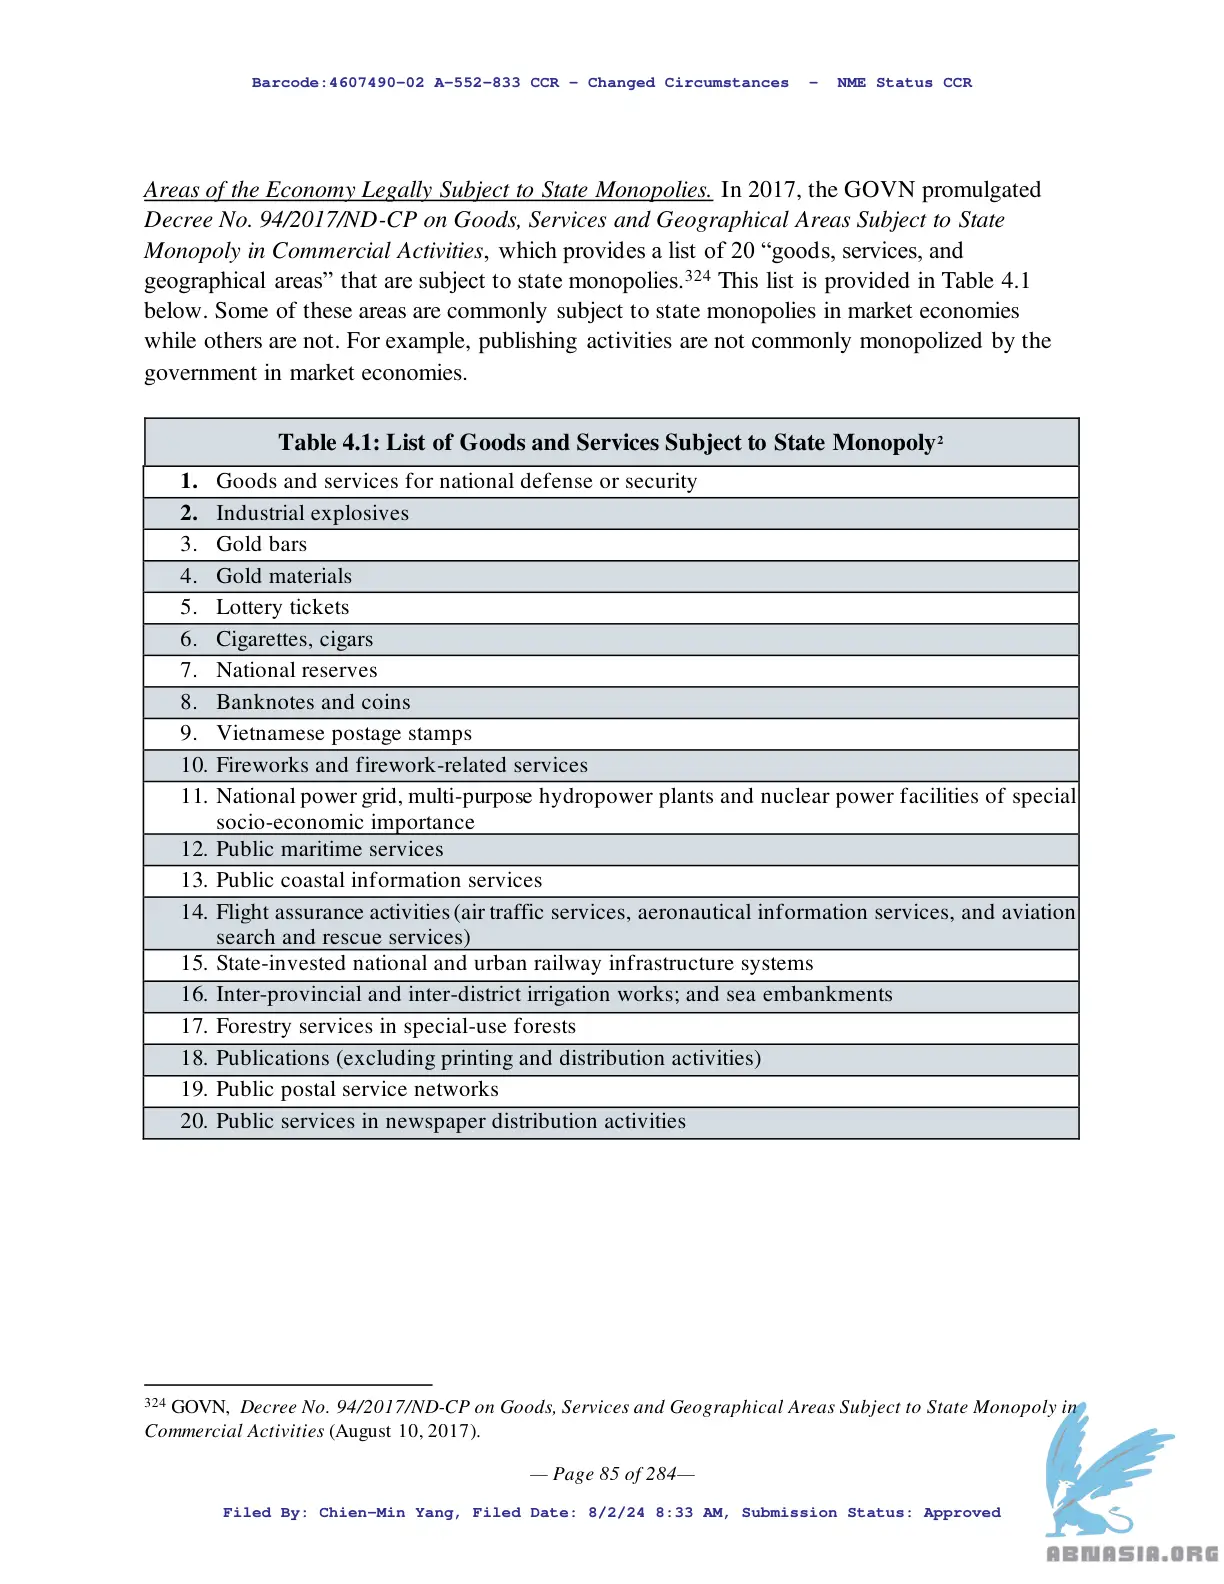 Barcode:4607490-02 A-552-833 CCR - Changed Circumstances - NME Status CCR
Areas of the Economy Legally Subject to State Monopolies. In 2017, the GOVN promulgated
Decree No. 94/2017/ND-CP on Goods, Services and Geographical Areas Subject to State
Monopoly in Commercial Activities, which provides a list of 20 “goods, services, and
geographical areas” that are subject to state monopolies.324 This list is provided in Table 4.1
below. Some of these areas are commonly subject to state monopolies in market economies
while others are not. For example, publishing activities are not commonly monopolized by the
government in market economies.
Table 4.1: List of Goods and Services Subject to State Monopoly2
1. Goods and services for national defense or security
2. Industrial explosives
3. Gold bars
4. Gold materials
5. Lottery tickets
6. Cigarettes, cigars
7. National reserves
8. Banknotes and coins
9. Vietnamese postage stamps
10. Fireworks and firework-related services
11. National power grid, multi-purpose hydropower plants and nuclear power facilities of special
socio-economic importance
12. Public maritime services
13. Public coastal information services
14. Flight assurance activities (air traffic services, aeronautical information services, and aviation
search and rescue services)
15. State-invested national and urban railway infrastructure systems
16. Inter-provincial and inter-district irrigation works; and sea embankments
17. Forestry services in special-use forests
18. Publications (excluding printing and distribution activities)
19. Public postal service networks
20. Public services in newspaper distribution activities
324 GOVN, Decree No. 94/2017/ND-CP on Goods, Services and Geographical Areas Subject to State Monopoly in
Commercial Activities (August 10, 2017).
— Page 85 of 284—
Filed By: Chien-Min Yang, Filed Date: 8/2/24 8:33 AM, Submission Status: Approved
ABNASIA.ORG